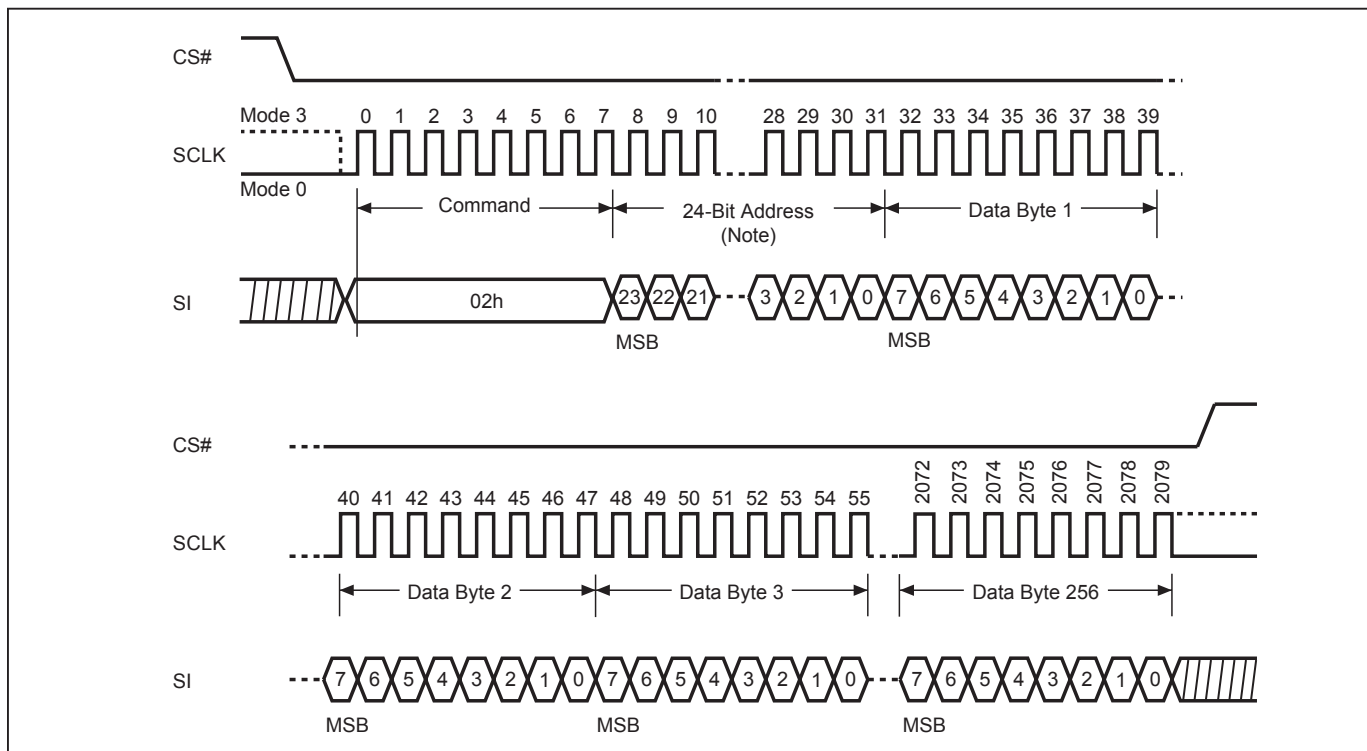 CS#
Mode 3
0 1 2 3 4 5 6 7 8 9 10 28 29 30 31 32 33 34 35 36 37 38 39
SCLK
Mode 0
Command
24-Bit Address
(Note)
Data Byte 1
SI
02h
23 22 21 3 2 1 0 7 6 5 4 3 2 1 0
MSB MSB
CS#
40 41 42 43 44 45 46 47 48 49 50 51 52 53 54 55 2072 2073 2074 2075 2076 2077 2078 2079
SCLK
Data Byte 2 Data Byte 3 Data Byte 256
SI
7 6 5 4 3 2 1 0 7 6 5 4 3 2 1 0 7 6 5 4 3 2 1 0
MSB MSB MSB